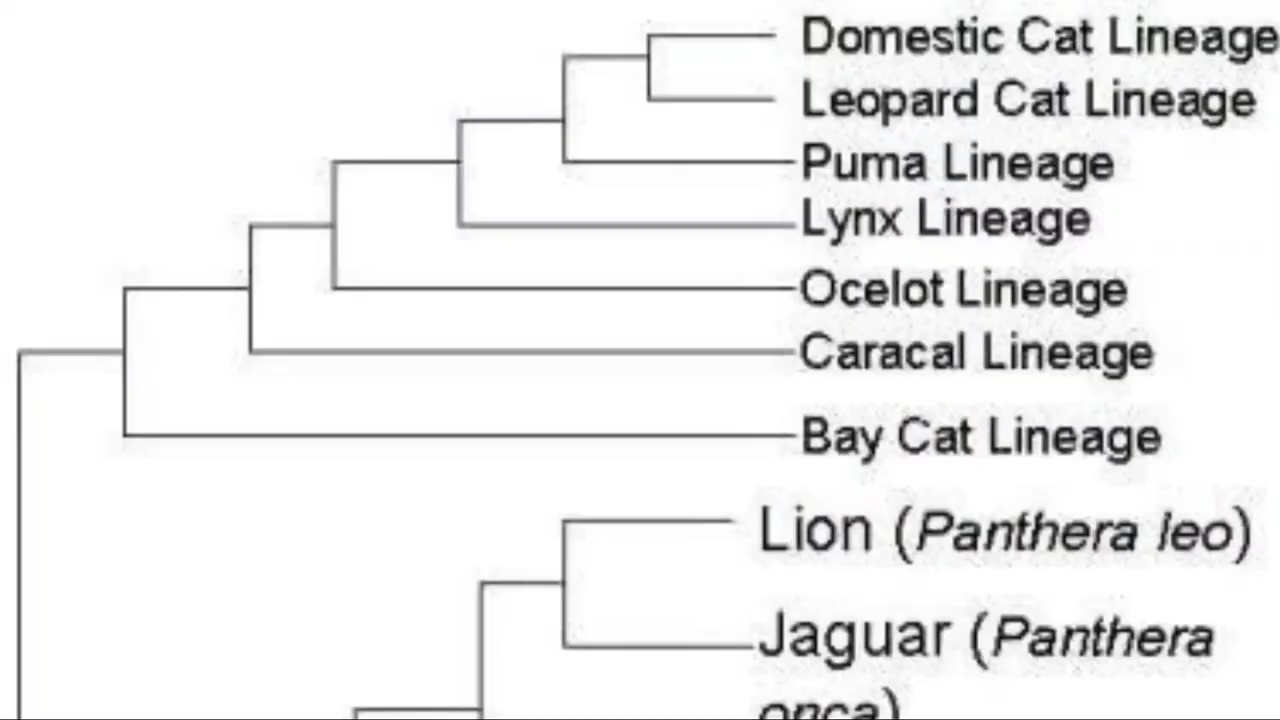 Domestic Cat Lineage
Leopard Cat Lineage
Puma Lineage
Lynx Lineage
Ocelot Lineage
Caracal Lineage
Bay Cat Lineage
Lion (Panthera leo)
Jaguar (Panthera
onca)